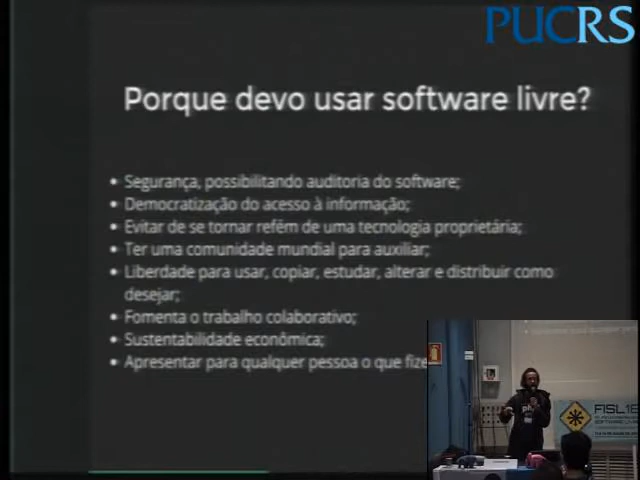 PUCRS
Porque devo usar software livre?
• Segurança, possibilitando auditoria do software;
• Democratização do acesso à informação;
• Evitar de se tornar refém de uma tecnologia proprietária;
• Ter uma comunidade mundial para auxiliar;
• Liberdade para usar, copiar, estudar, alterar e distribuir como
desejar;
• Fomenta o trabalho colaborativo;
• Sustentabilidade econômica;
• Apresentar para qualquer pessoa o que
FISL18
SOFTWARE